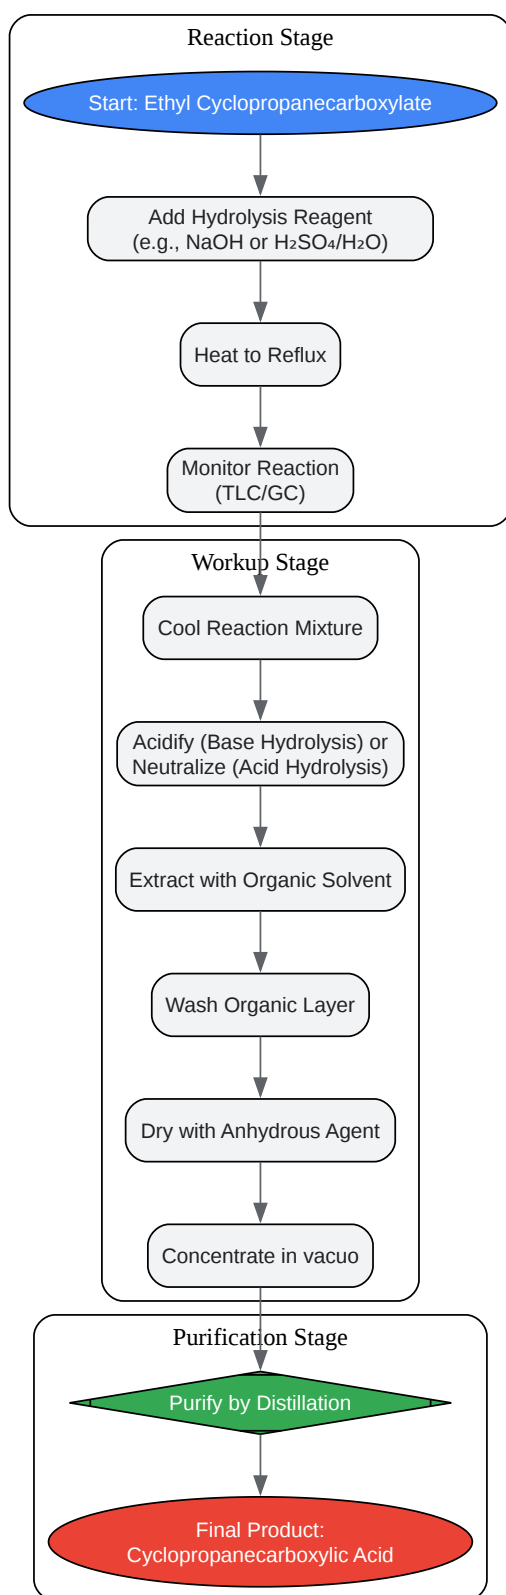 Reaction Stage
Start: Ethyl Cyclopropanecarboxylate
Add Hydrolysis Reagent
(e.g., NaOH or H₂SO₄/H₂O)
Heat to Reflux
Monitor Reaction
(TLC/GC)
Workup Stage
Cool Reaction Mixture
Acidify (Base Hydrolysis) or
Neutralize (Acid Hydrolysis)
Extract with Organic Solvent
Wash Organic Layer
Dry with Anhydrous Agent
Concentrate in vacuo
Purification Stage
Purify by Distillation
Final Product:
Cyclopropanecarboxylic Acid